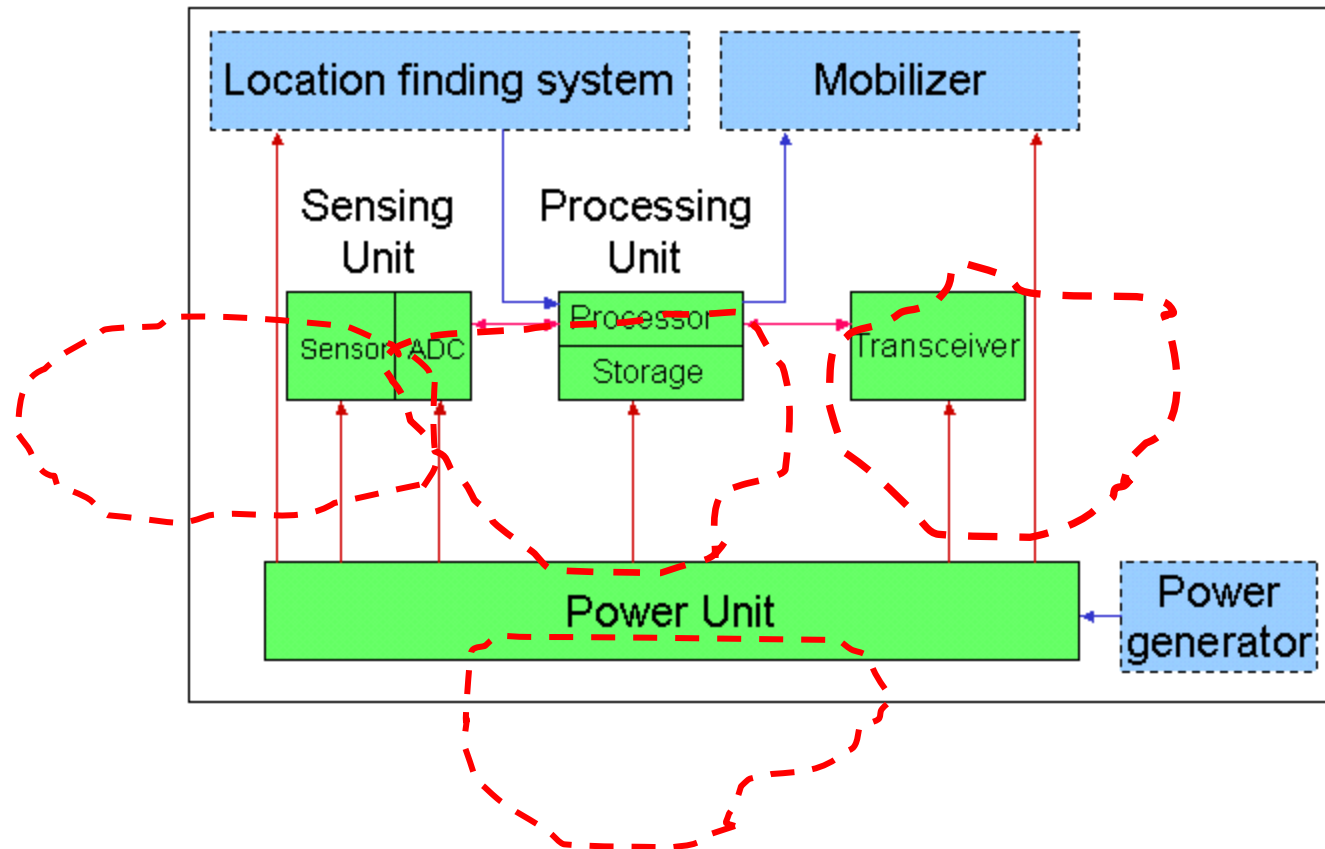 Location finding system
Mobilizer
Sensing
Unit
Processing
Unit
Sensor
ADC
Processor
Storage
Transceiver
Power Unit
Power
generator